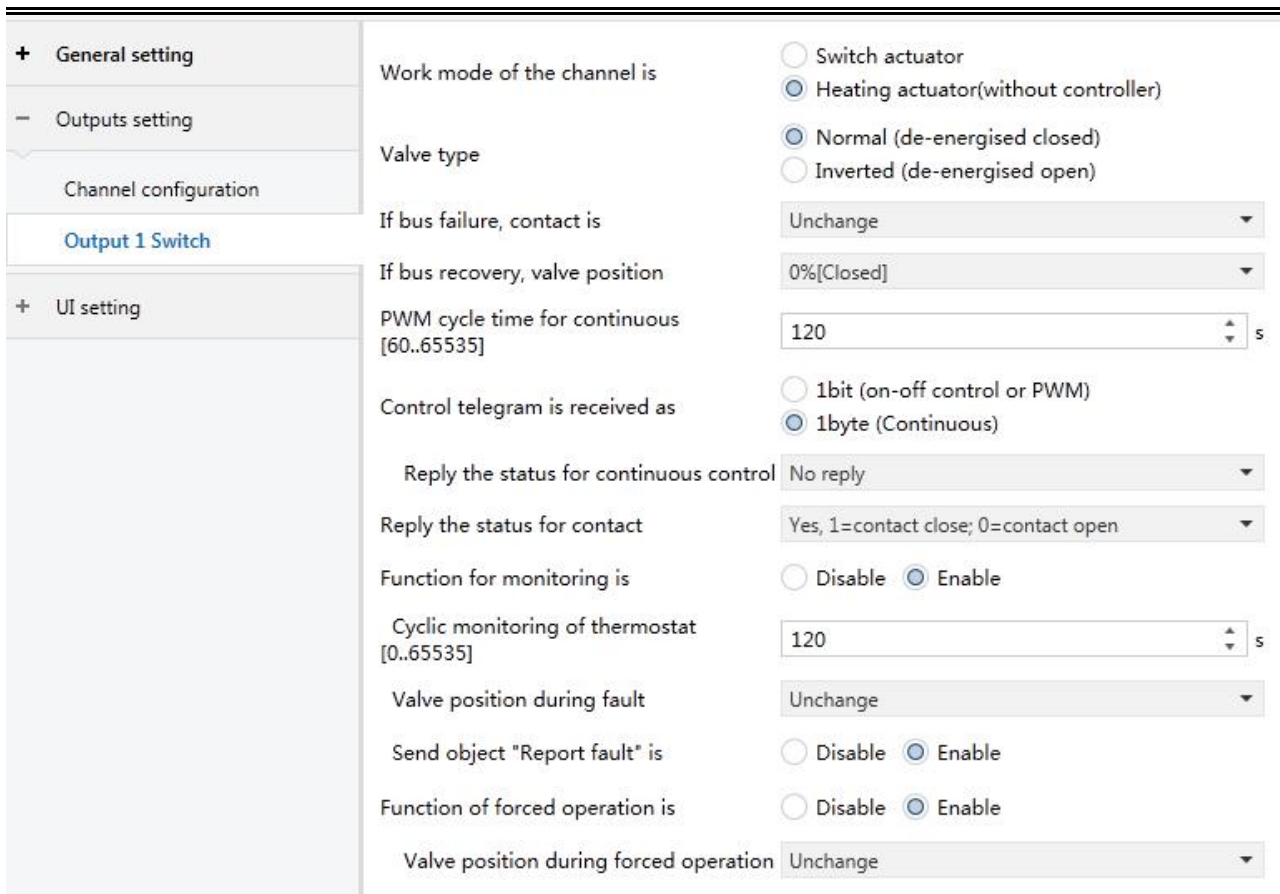 General setting
Outputs setting
Channel configuration
Output 1 Switch
UI setting
Work mode of the channel is
Switch actuator
Heating actuator(without controller)
Valve type
Normal (de-energised closed)
Inverted (de-energised open)
If bus failure, contact is Unchange
If bus recovery, valve position 0%[Closed]
PWM cycle time for continuous
[60..65535]
120 s
Control telegram is received as
1bit (on-off control or PWM)
1byte (Continuous)
Reply the status for continuous control No reply
Reply the status for contact Yes, 1=contact close; 0=contact open
Function for monitoring is Disable Enable
Cyclic monitoring of thermostat
[0..65535]
120 s
Valve position during fault Unchange
Send object "Report fault" is Disable Enable
Function of forced operation is Disable Enable
Valve position during forced operation Unchange